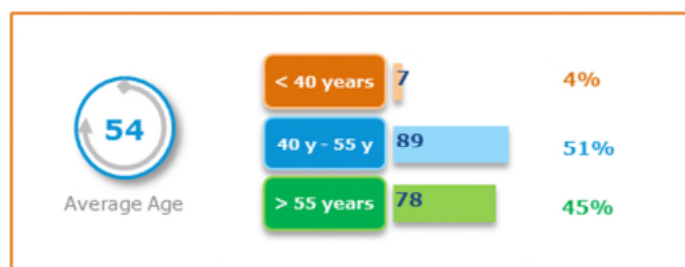 54
Average Age
< 40 years 7 4%
40 y - 55 y 89 51%
> 55 years 78 45%